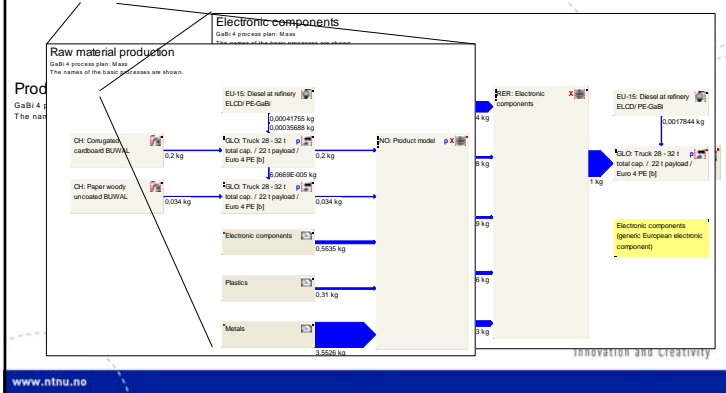 Electronic components
GaBi 4 process plan: Mass
The names of the basic processes are shown.
Raw material production
GaBi 4 process plan: Mass
The names of the basic processes are shown.
Prod
GaBi 4 p
The nam
EU-15: Diesel at refinery
ELCD/PE-GaBi
0,00041755 kg
0,00035688 kg
CH: Corrugated
cardboard BUWAL
0,2 kg
GLO: Truck 28 - 32 t
total cap. / 22 t payload /
Euro 4 PE [b]
p
0,2 kg
6,0669E-005 kg
CH: Paper woody
uncoated BUWAL
0,034 kg
GLO: Truck 28 - 32 t
total cap. / 22 t payload /
Euro 4 PE [b]
p
0,034 kg
Electronic components
0,5535 kg
Plastics
0,31 kg
Metals
3,5526 kg
NO: Product model
p X
4 kg
8 kg
9 kg
6 kg
3 kg
RER: Electronic
components
X
1 kg
EU-15: Diesel at refinery
ELCD/PE-GaBi
0,0017844 kg
GLO: Truck 28 - 32 t
total cap. / 22 t payload /
Euro 4 PE [b]
p
Electronic components
(generic European electronic
component)
Innovation and Creativity
www.ntnu.no